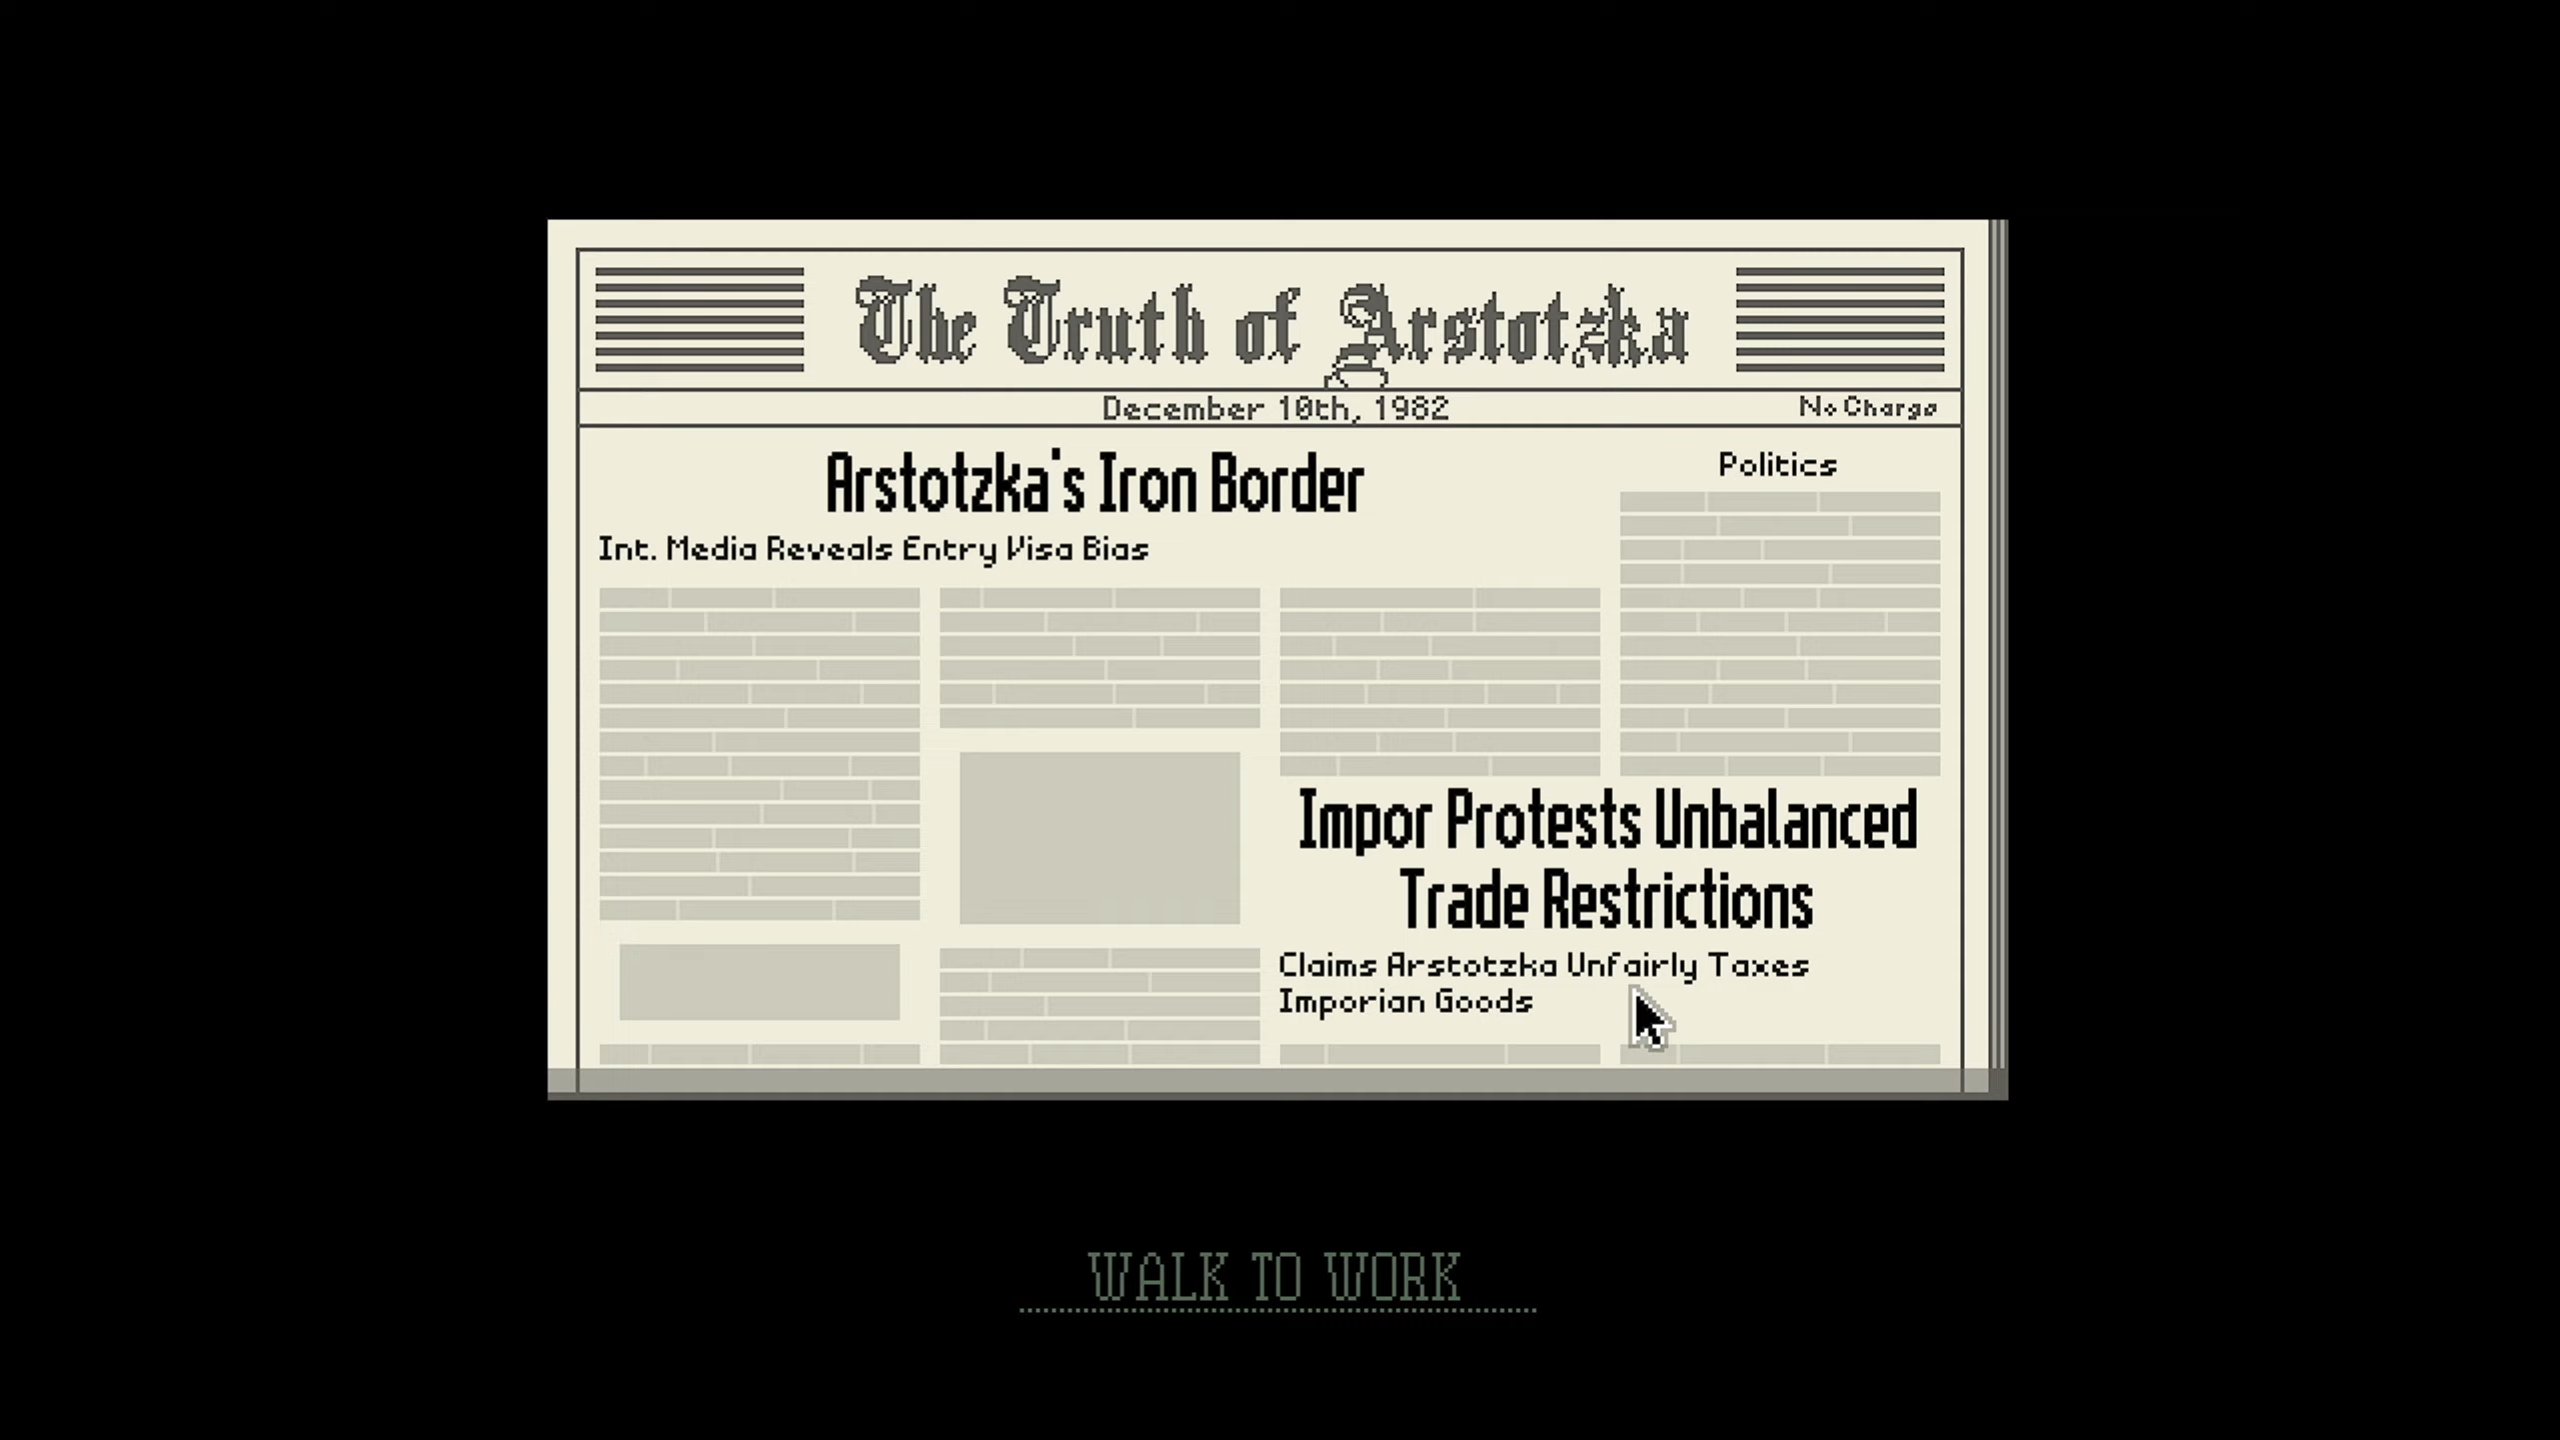 The Truth of Arstotzka
December 10th, 1982
No Charge
Arstotzka's Iron Border
Int. Media Reveals Entry Visa Bias
Politics
Impor Protests Unbalanced
Trade Restrictions
Claims Arstotzka Unfairly Taxes
Imporian Goods
WALK TO WORK